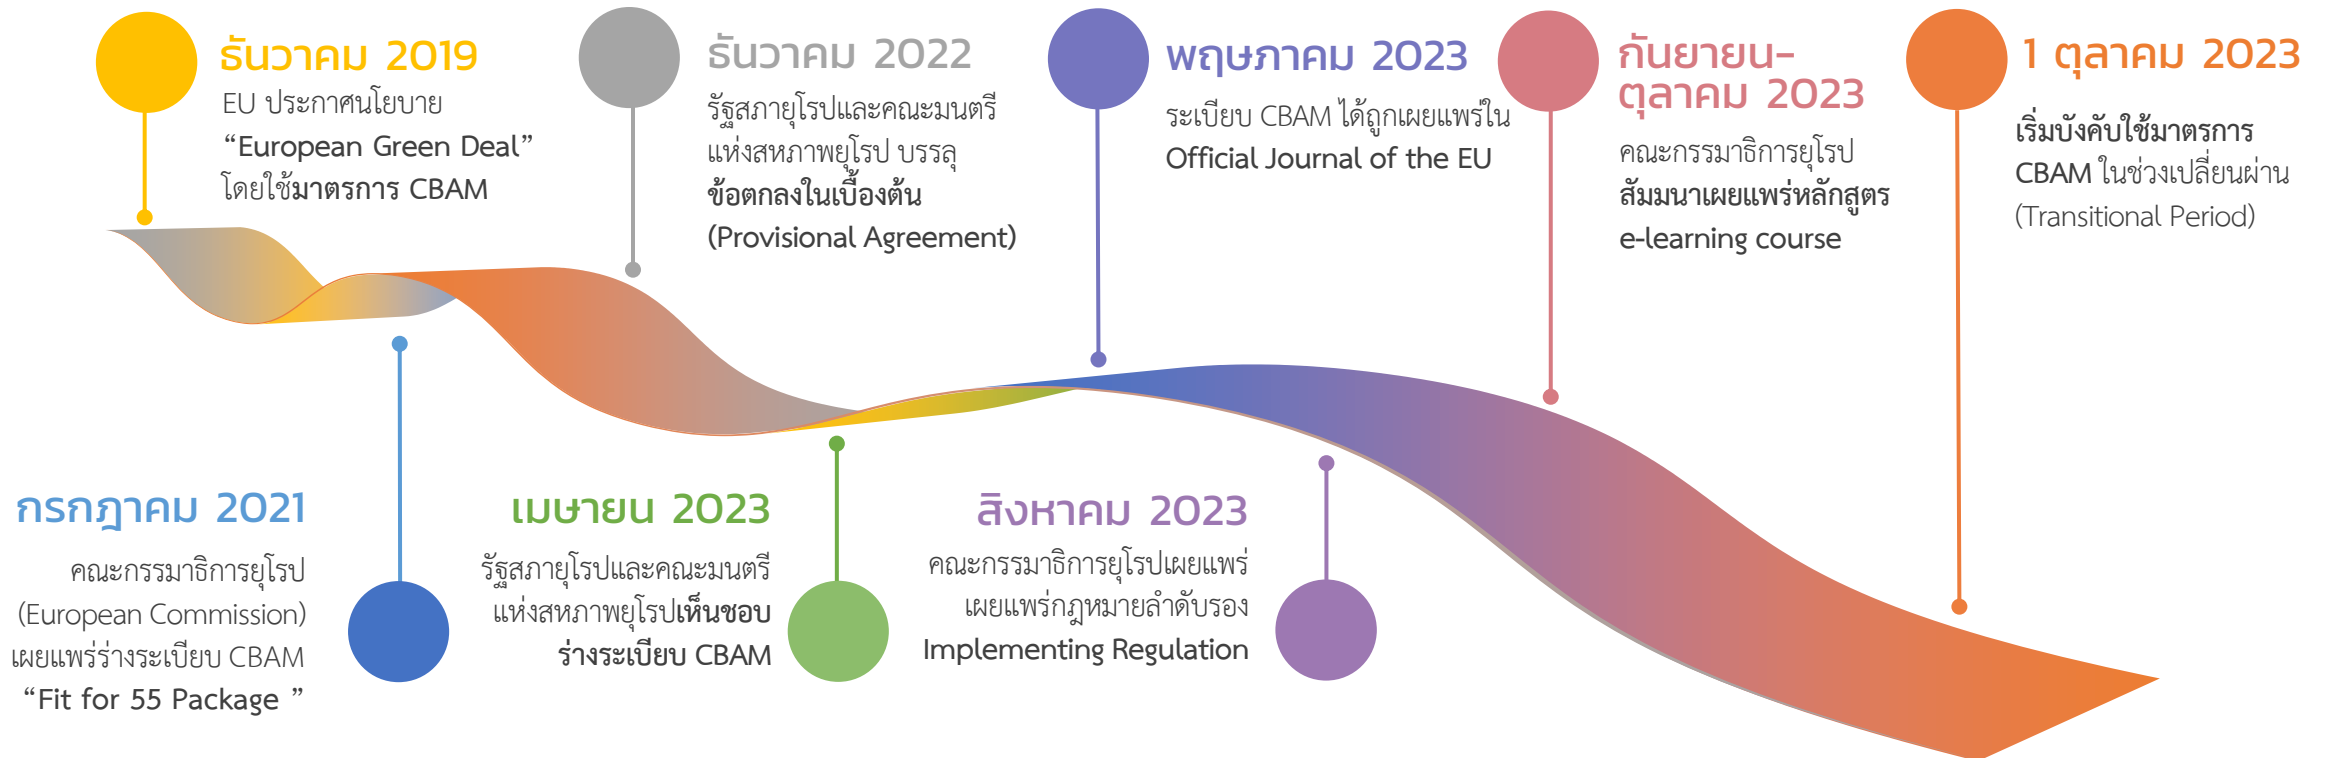 ธันวาคม 2019
EU ประกาศนโยบาย
“European Green Deal”
โดยใช้มาตรการ CBAM
กรกฎาคม 2021
คณะกรรมาธิการยุโรป
(European Commission)
เผยแพร่ร่างระเบียบ CBAM
“Fit for 55 Package ”
ธันวาคม 2022
รัฐสภายุโรปและคณะมนตรี
แห่งสหภาพยุโรป บรรลุ
ข้อตกลงในเบื้องต้น
(Provisional Agreement)
เมษายน 2023
รัฐสภายุโรปและคณะมนตรี
แห่งสหภาพยุโรปเห็นชอบ
ร่างระเบียบ CBAM
พฤษภาคม 2023
ระเบียบ CBAM ได้ถูกเผยแพร่ใน
Official Journal of the EU
สิงหาคม 2023
คณะกรรมาธิการยุโรปเผยแพร่
เผยแพร่กฎหมายลำดับรอง
Implementing Regulation
กันยายน-
ตุลาคม 2023
คณะกรรมาธิการยุโรป
สัมมนาเผยแพร่หลักสูตร
e-learning course
1 ตุลาคม 2023
เริ่มบังคับใช้มาตรการ
CBAM ในช่วงเปลี่ยนผ่าน
(Transitional Period)